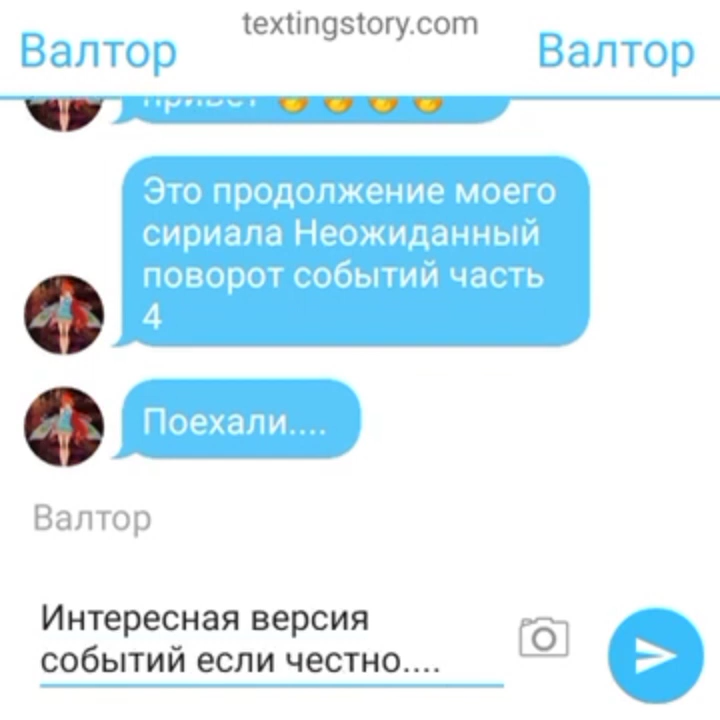 textingstory.com
Валтор Валтор
привет
Это продолжение моего
сириала Неожиданный
поворот событий часть
4
Поехали....
Валтор
Интересная версия
событий если честно....